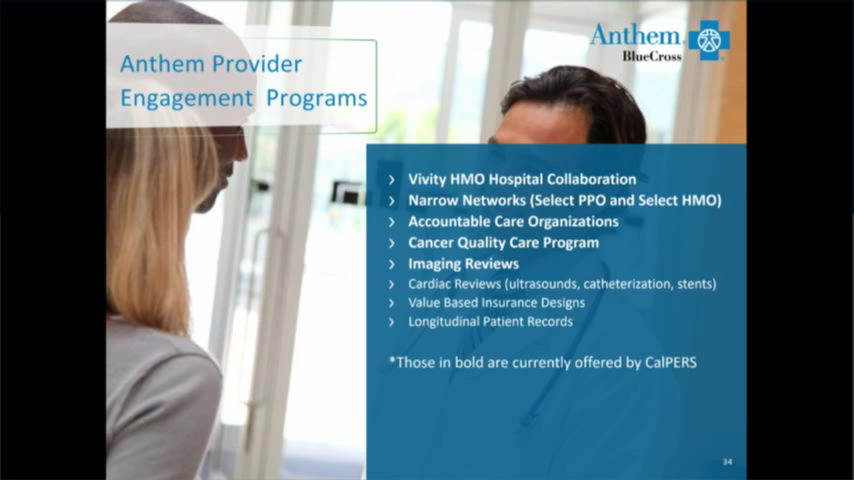 Anthem Provider
Engagement Programs
Anthem
BlueCross
› Vivity HMO Hospital Collaboration
› Narrow Networks (Select PPO and Select HMO)
› Accountable Care Organizations
› Cancer Quality Care Program
› Imaging Reviews
› Cardiac Reviews (ultrasounds, catheterization, stents)
› Value Based Insurance Designs
› Longitudinal Patient Records
*Those in bold are currently offered by CalPERS
34